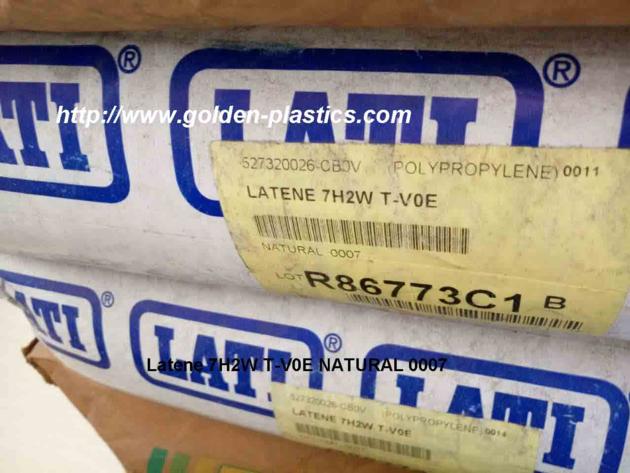 LATI®
LATI®
http://www.golden-plastics.com
527320026-CB0V (POLYPROPYLENE) 0011
LATENE 7H2W T-V0E
NATURAL 0007
LOT R86773C1 B
LATI®
LATI®
LATI
Latene 7H2W T-V0E NATURAL 0007
527320026-CB0V (POLYPROPYLENE) 0014
LATENE 7H2W T-V0E